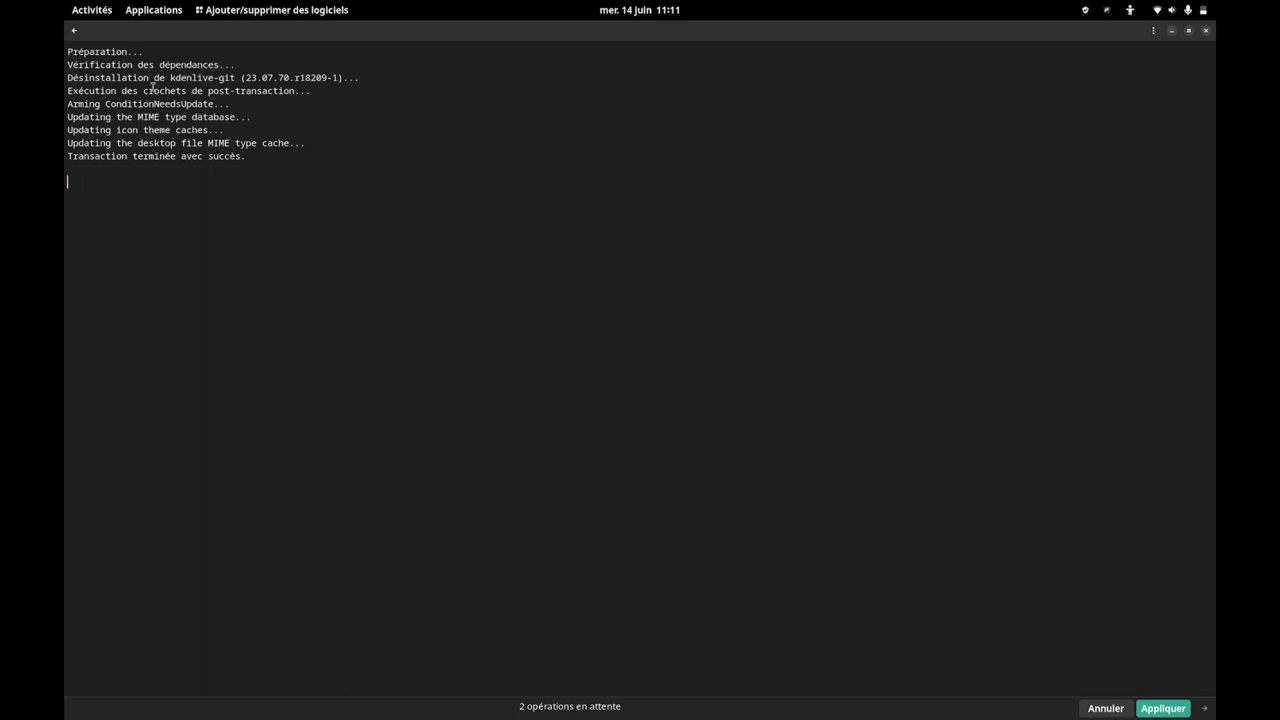 Activités Applications Ajouter/supprimer des logiciels mer. 14 juin 11:11
Préparation...
Vérification des dépendances...
Désinstallation de kdenlive-git (23.07.70.r18209-1)...
Exécution des crochets de post-transaction...
Arming ConditionNeedsUpdate...
Updating the MIME type database...
Updating icon theme caches...
Updating the desktop file MIME type cache...
Transaction terminée avec succès.
2 opérations en attente Annuler Appliquer